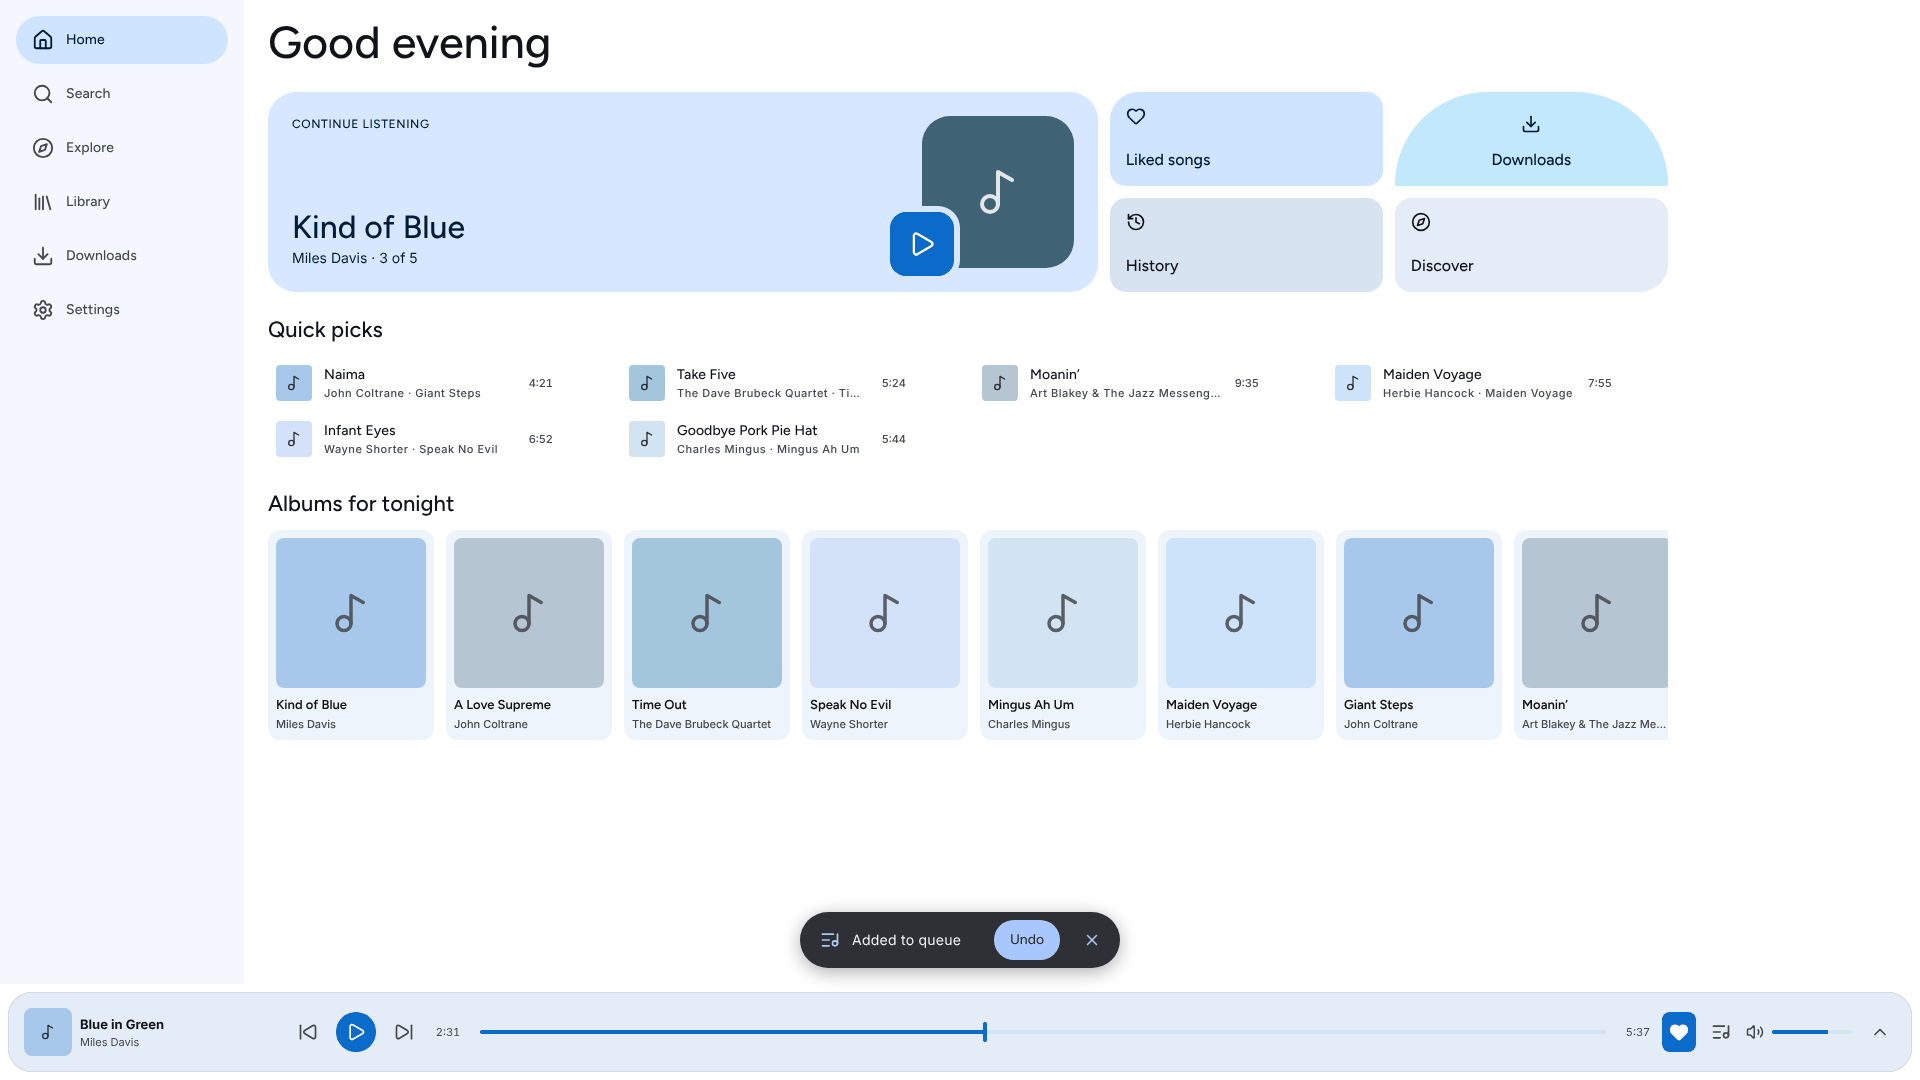 Home
Search
Explore
Library
Downloads
Settings
Good evening
CONTINUE LISTENING
Kind of Blue
Miles Davis · 3 of 5
Liked songs
Downloads
History
Discover
Quick picks
Naima
John Coltrane · Giant Steps
4:21
Take Five
The Dave Brubeck Quartet · Ti...
5:24
Moanin’
Art Blakey & The Jazz Messeng...
9:35
Maiden Voyage
Herbie Hancock · Maiden Voyage
7:55
Infant Eyes
Wayne Shorter · Speak No Evil
6:52
Goodbye Pork Pie Hat
Charles Mingus · Mingus Ah Um
5:44
Albums for tonight
Kind of Blue
Miles Davis
A Love Supreme
John Coltrane
Time Out
The Dave Brubeck Quartet
Speak No Evil
Wayne Shorter
Mingus Ah Um
Charles Mingus
Maiden Voyage
Herbie Hancock
Giant Steps
John Coltrane
Moanin’
Art Blakey & The Jazz Me...
Added to queue
Undo
Blue in Green
Miles Davis
2:31
5:37